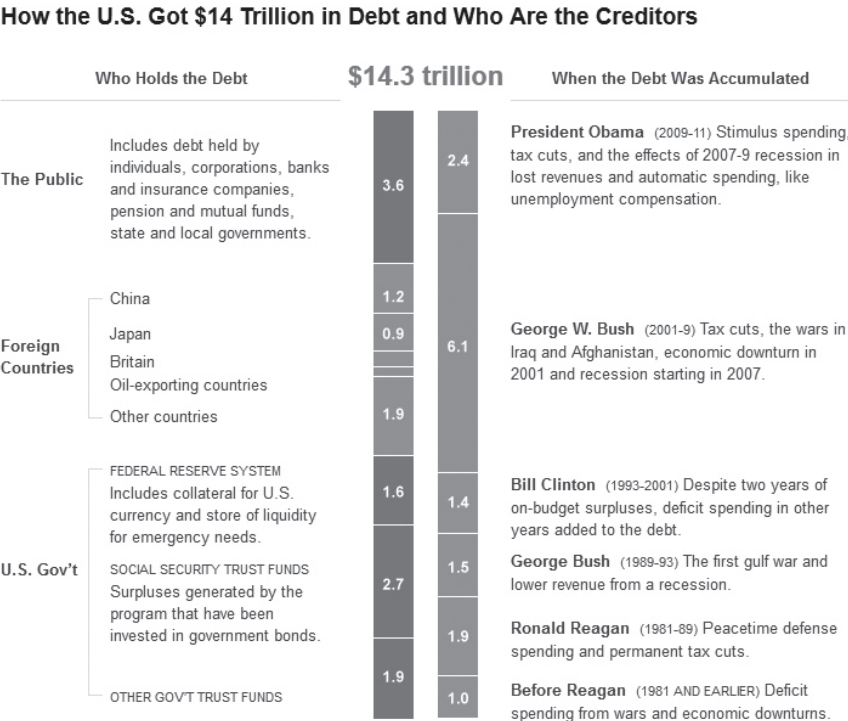 How the U.S. Got $14 Trillion in Debt and Who Are the Creditors
Who Holds the Debt
$14.3 trillion
When the Debt Was Accumulated
The Public
Includes debt held by
individuals, corporations, banks
and insurance companies,
pension and mutual funds,
state and local governments.
3.6
Foreign
Countries
China
1.2
Japan
0.9
Britain
Oil-exporting countries
Other countries
1.9
U.S. Gov't
FEDERAL RESERVE SYSTEM
Includes collateral for U.S.
currency and store of liquidity
for emergency needs.
1.6
SOCIAL SECURITY TRUST FUNDS
Surpluses generated by the
program that have been
invested in government bonds.
2.7
OTHER GOV'T TRUST FUNDS
1.9
2.4
President Obama (2009-11) Stimulus spending,
tax cuts, and the effects of 2007-9 recession in
lost revenues and automatic spending, like
unemployment compensation.
6.1
George W. Bush (2001-9) Tax cuts, the wars in
Iraq and Afghanistan, economic downturn in
2001 and recession starting in 2007.
1.4
Bill Clinton (1993-2001) Despite two years of
on-budget surpluses, deficit spending in other
years added to the debt.
1.5
George Bush (1989-93) The first gulf war and
lower revenue from a recession.
1.9
Ronald Reagan (1981-89) Peacetime defense
spending and permanent tax cuts.
1.0
Before Reagan (1981 AND EARLIER) Deficit
spending from wars and economic downturns.